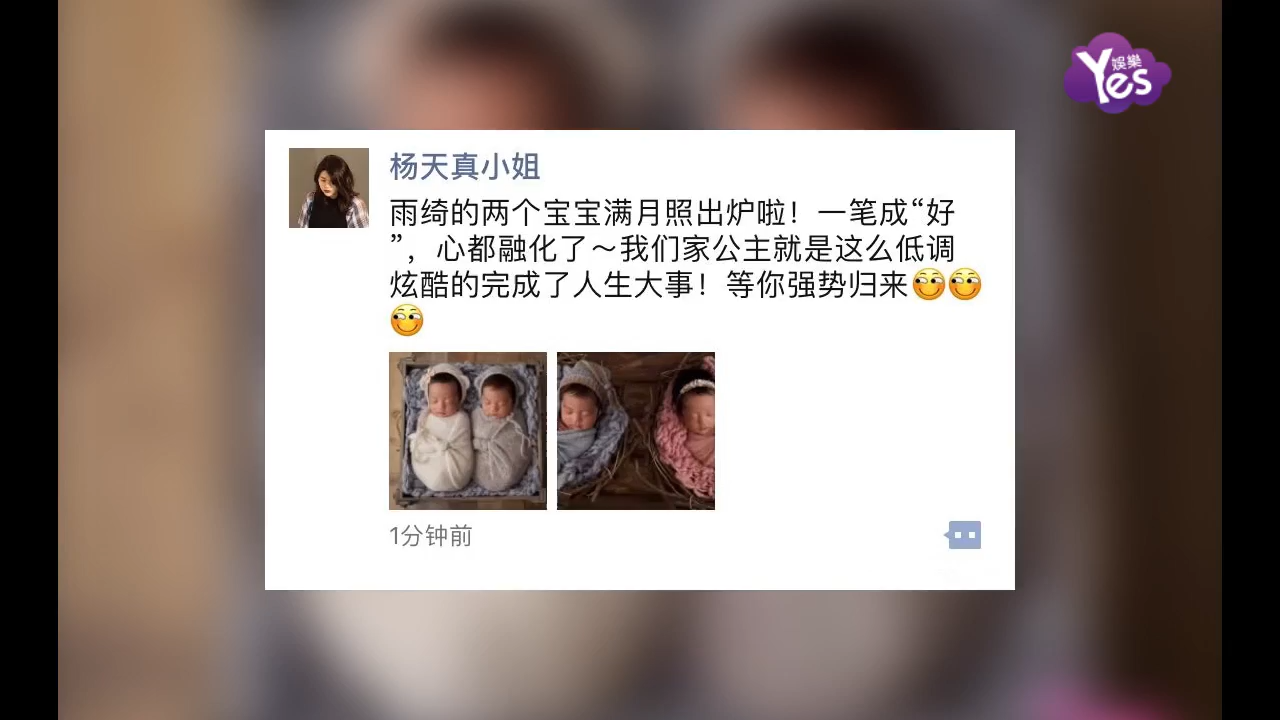 Yes
娛樂
杨天真小姐
雨绮的两个宝宝满月照出炉啦！一笔成“好
”，心都融化了～我们家公主就是这么低调
炫酷的完成了人生大事！等你强势归来
1分钟前